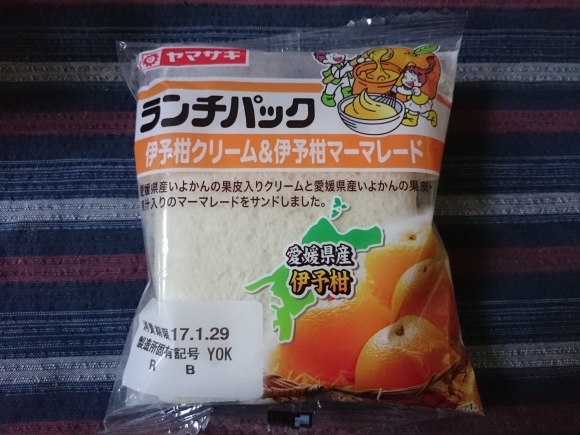 ヤマザキ
ランチパック
伊予柑クリーム&伊予柑マーマレード
愛媛県産いよかんの果皮入りクリームと愛媛県産いよかんの果皮・
果汁入りのマーマレードをサンドしました。
愛媛県産
伊予柑
消費期限17.1.29
製造所固有記号 YOK
R B